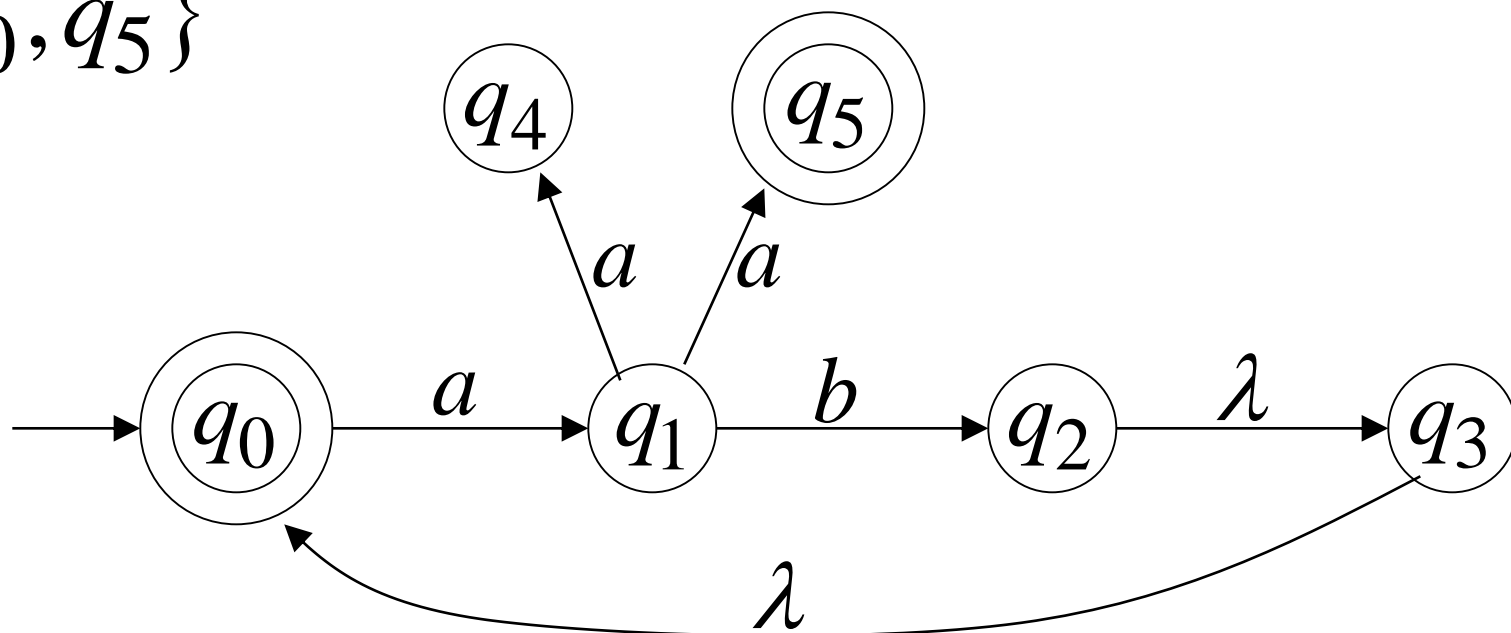 , q₅}
q₄ q₅
a a
q₀ a q₁ b q₂ λ q₃
λ